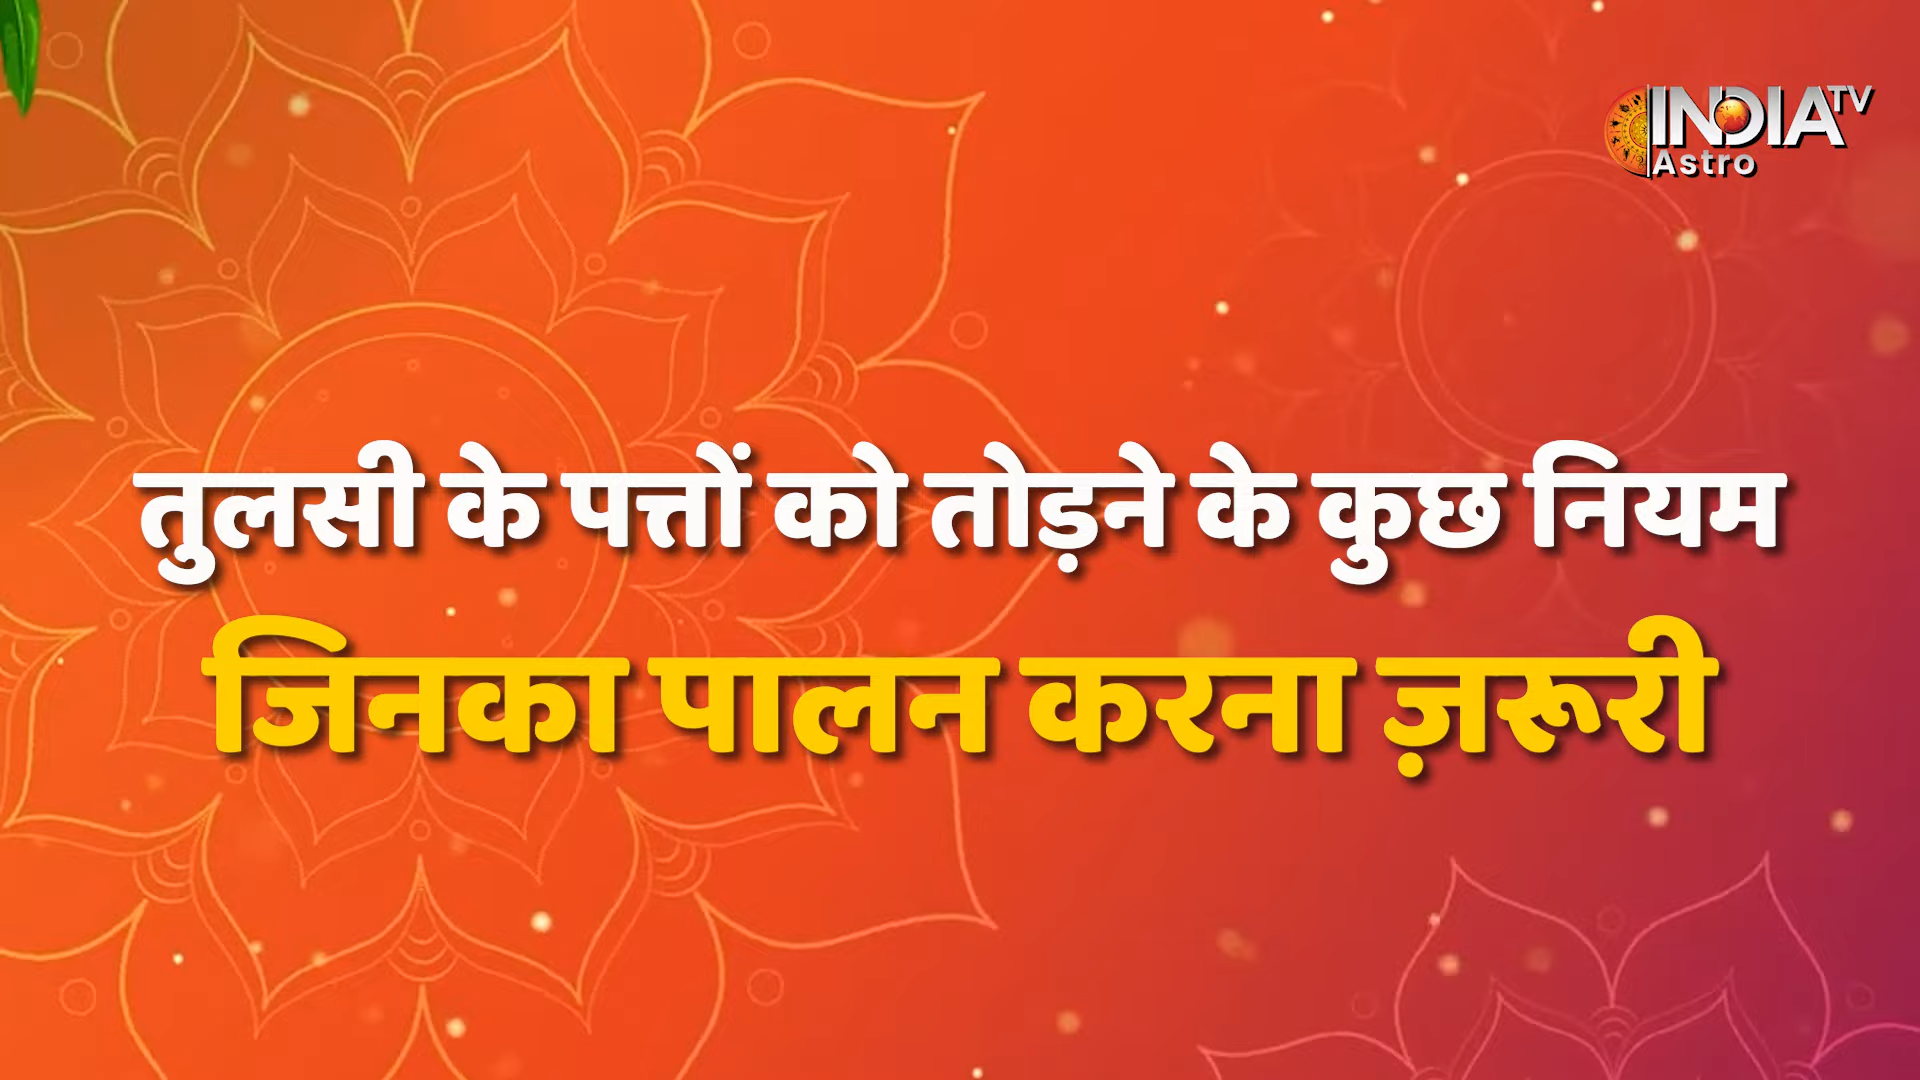 INDIA TV
Astro
तुलसी के पत्तों को तोड़ने के कुछ नियम
जिनका पालन करना ज़रूरी